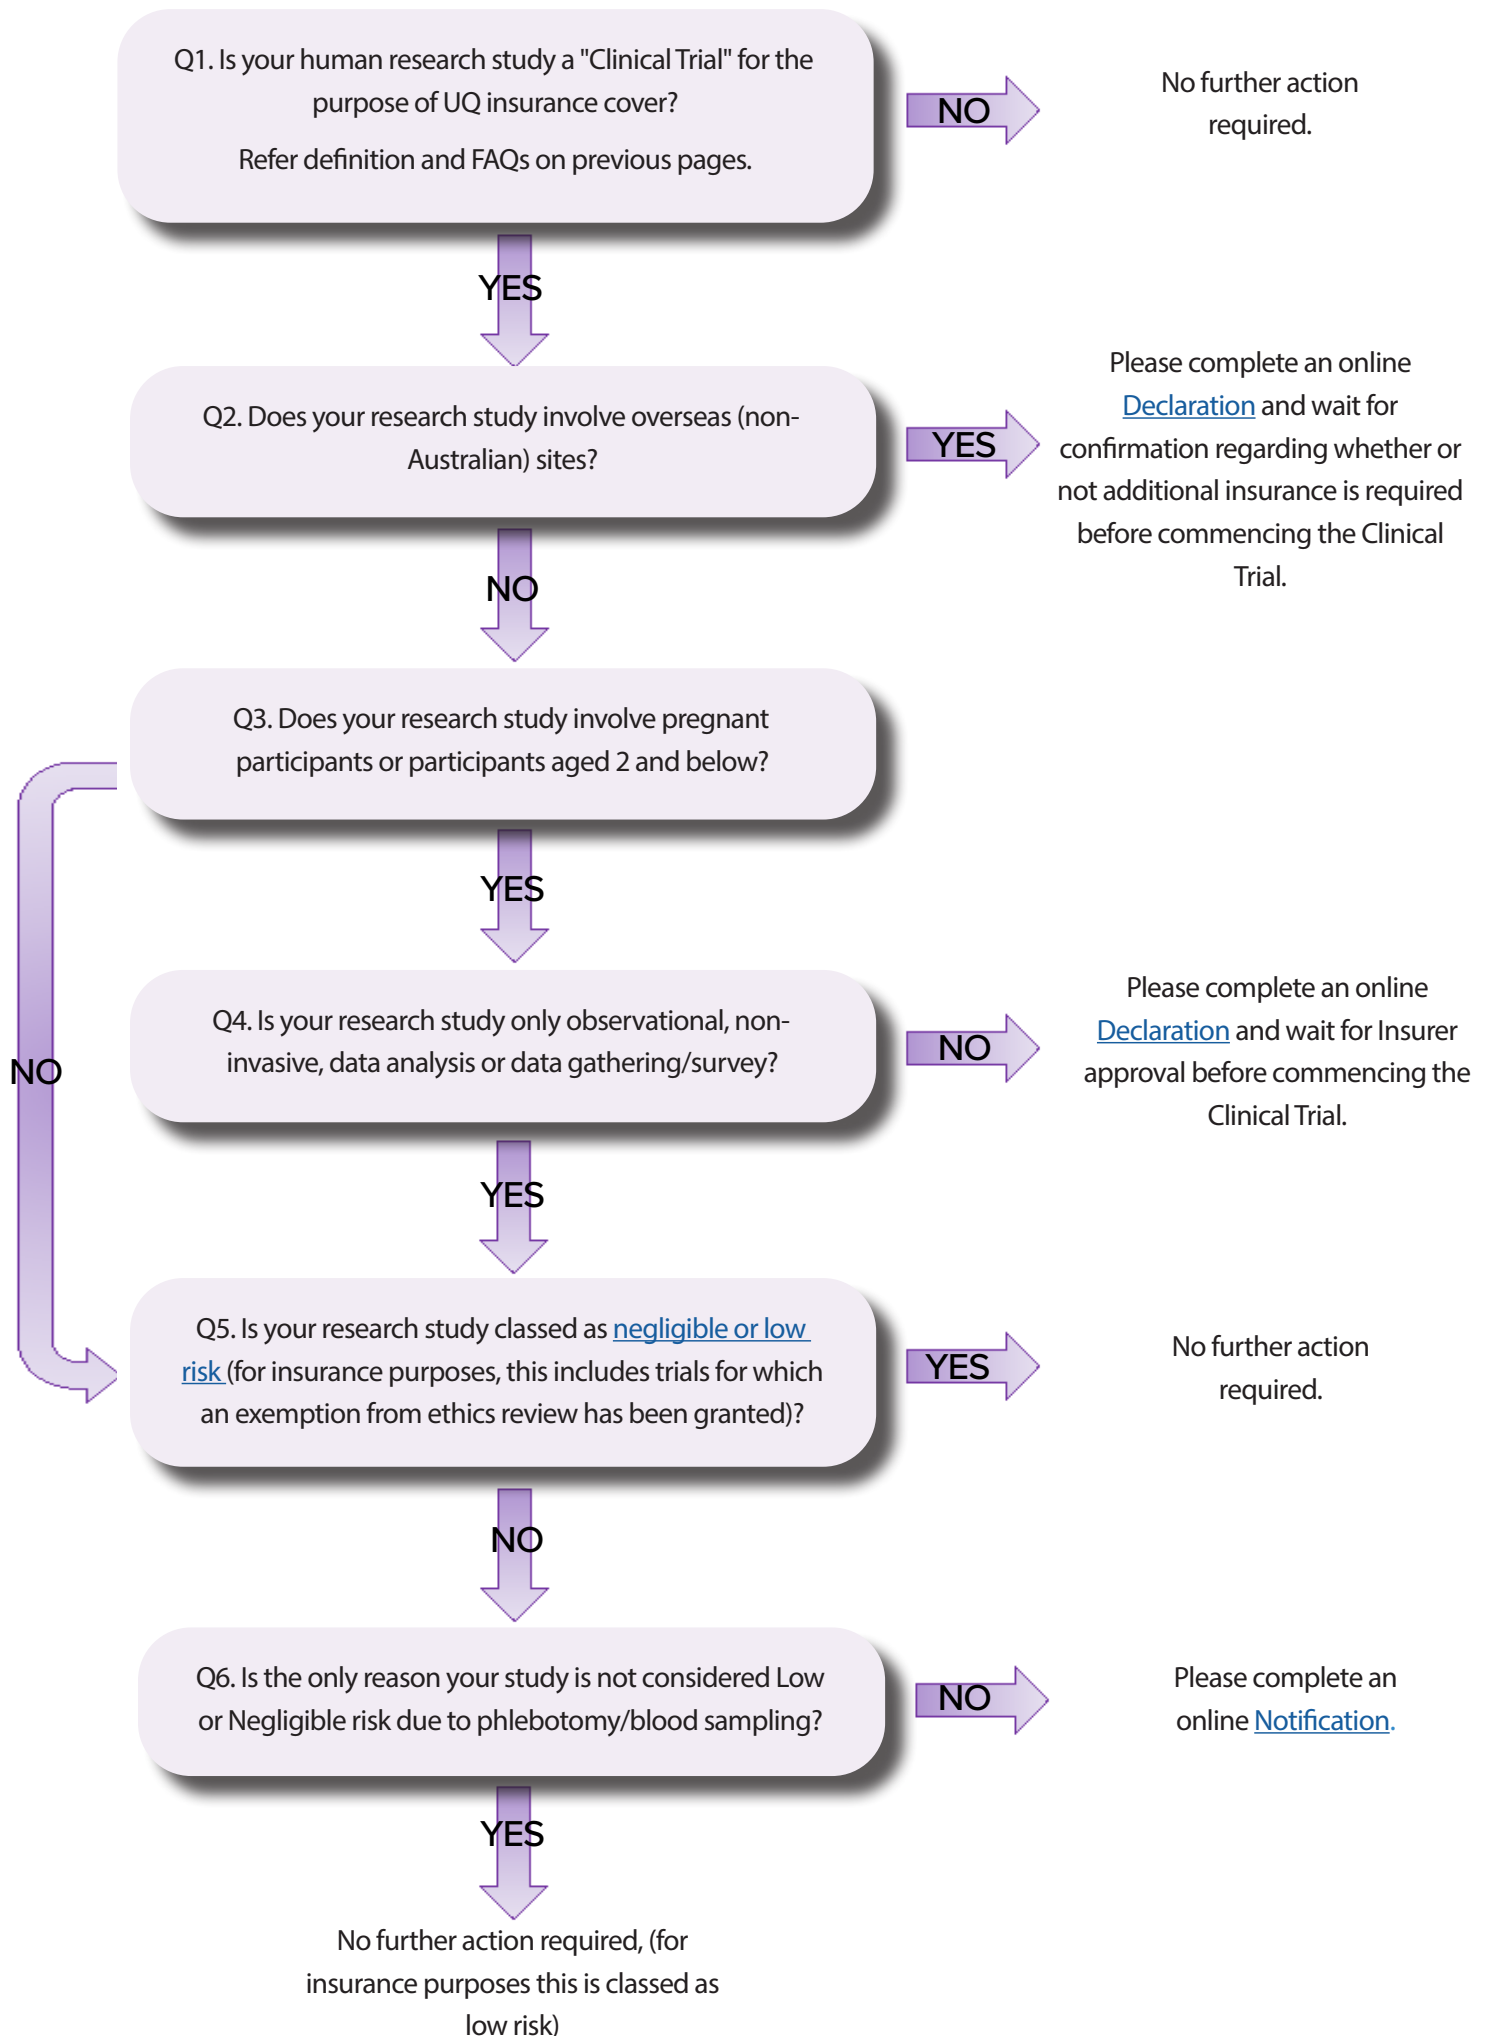 Q1. Is your human research study a "Clinical Trial" for the
purpose of UQ insurance cover?
Refer definition and FAQs on previous pages.
NO
No further action
required.
YES
Q2. Does your research study involve overseas (non-
Australian) sites?
YES
Please complete an online
Declaration and wait for
confirmation regarding whether or
not additional insurance is required
before commencing the Clinical
Trial.
NO
Q3. Does your research study involve pregnant
participants or participants aged 2 and below?
NO
YES
Q4. Is your research study only observational, non-
invasive, data analysis or data gathering/survey?
NO
Please complete an online
Declaration and wait for Insurer
approval before commencing the
Clinical Trial.
YES
Q5. Is your research study classed as negligible or low
risk (for insurance purposes, this includes trials for which
an exemption from ethics review has been granted)?
YES
No further action
required.
NO
Q6. Is the only reason your study is not considered Low
or Negligible risk due to phlebotomy/blood sampling?
NO
Please complete an
online Notification.
YES
No further action required, (for
insurance purposes this is classed as
low risk)